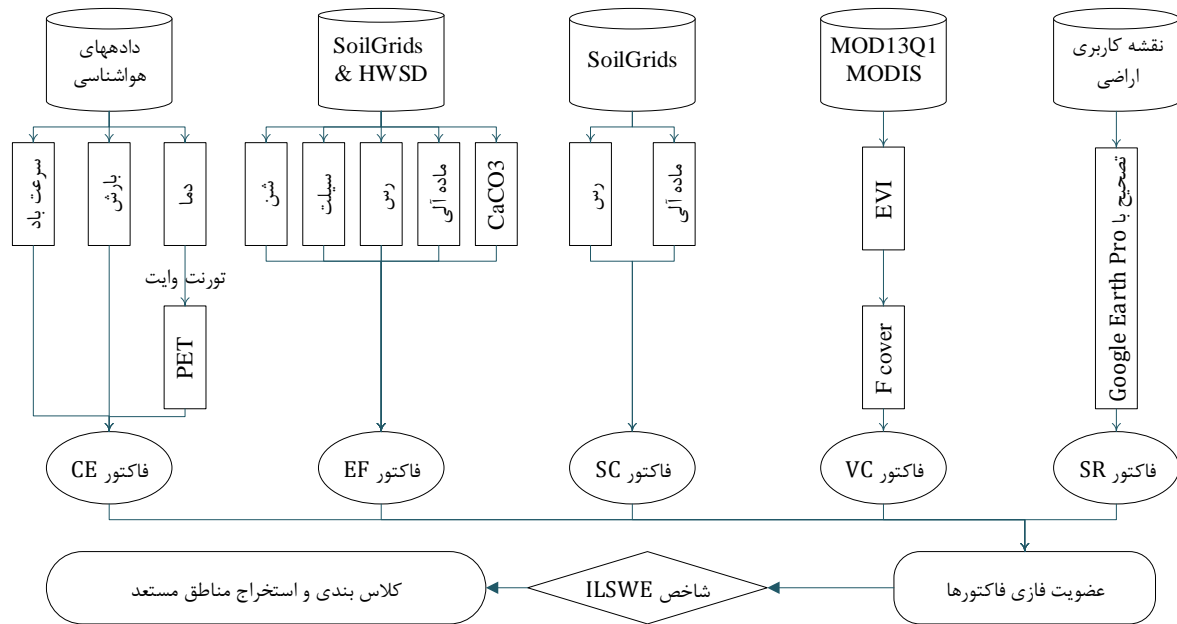 داده‌های
هواشناسی
SoilGrids
& HWSD
SoilGrids
MOD13Q1
MODIS
نقشه کاربری
اراضی
سرعت باد
بارش
دما
شن
سیلت
رس
ماده آلی
CaCO3
رس
ماده آلی
EVI
تصحیح با Google Earth Pro
تورنت وایت
PET
F cover
فاکتور CE
فاکتور EF
فاکتور SC
فاکتور VC
فاکتور SR
عضویت فازی فاکتورها
شاخص ILSWE
کلاس بندی و استخراج مناطق مستعد